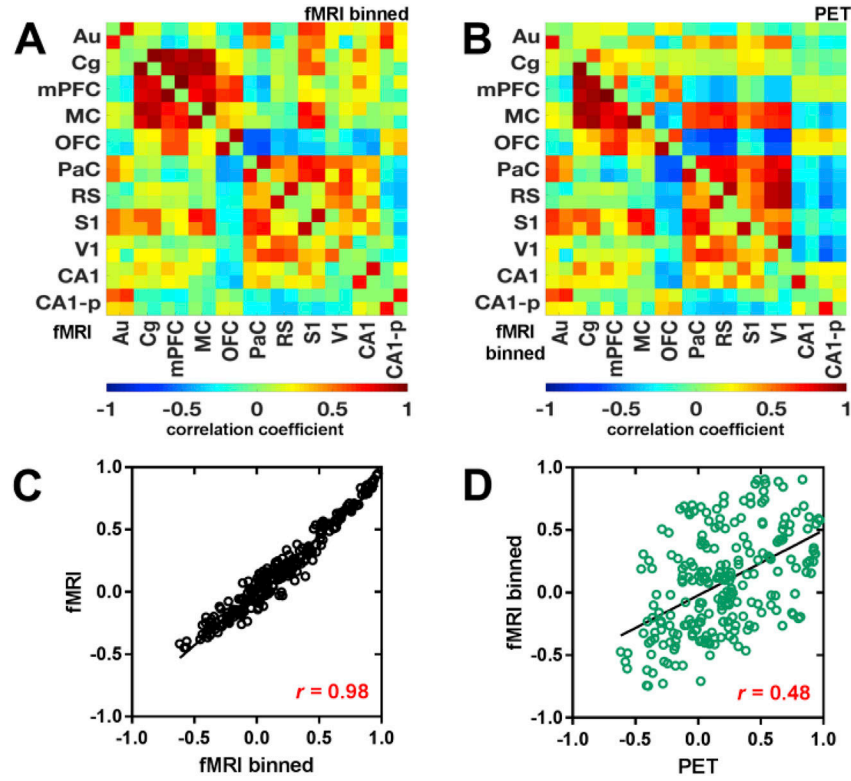 A
fMRI binned
Au
Cg
mPFC
MC
OFC
PaC
RS
S1
V1
CA1
CA1-p
fMRI
Au
Cg
mPFC
MC
OFC
PaC
RS
S1
V1
CA1
CA1-p
-1 -0.5 0 0.5 1
correlation coefficient
B
PET
Au
Cg
mPFC
MC
OFC
PaC
RS
S1
V1
CA1
CA1-p
fMRI
binned
Au
Cg
mPFC
MC
OFC
PaC
RS
S1
V1
CA1
CA1-p
-1 -0.5 0 0.5 1
correlation coefficient
C
fMRI
1.0
0.5
0.0
-0.5
-1.0
r = 0.98
-1.0 -0.5 0.0 0.5 1.0
fMRI binned
D
fMRI binned
1.0
0.5
0.0
-0.5
-1.0
r = 0.48
-1.0 -0.5 0.0 0.5 1.0
PET